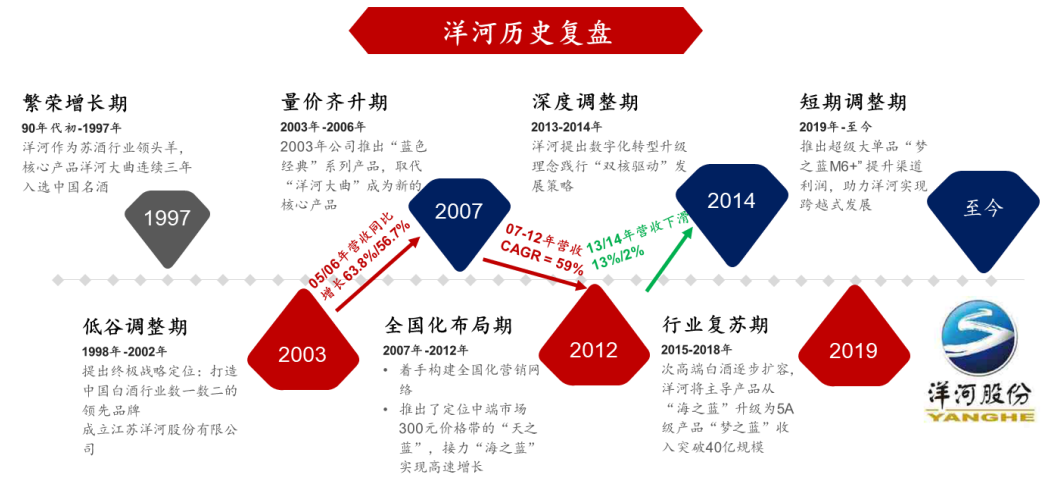 洋河历史复盘
繁荣增长期
90年代初-1997年
洋河作为苏酒行业领头羊，
核心产品洋河大曲连续三年
入选中国名酒
1997
量价齐升期
2003年-2006年
2003年公司推出“蓝色
经典”系列产品，取代
“洋河大曲”成为新的
核心产品
2007
深度调整期
2013-2014年
洋河提出数字化转型升级
理念践行“双核驱动”发
展策略
2014
短期调整期
2019年-至今
推出超级大单品“梦
之蓝M6+”提升渠道
利润，助力洋河实现
跨越式发展
至今
05/06年营收同比
增长63.8%/56.7%
07-12年营收
CAGR = 59%
13/14年营收下滑
13%/2%
低谷调整期
1998年-2002年
提出终极战略定位：打造
中国白酒行业数一数二的
领先品牌
成立江苏洋河股份有限公
司
2003
全国化布局期
2007年-2012年
• 着手构建全国化营销网
络
• 推出了定位中端市场
300元价格带的“天之
蓝”，接力“海之蓝”
实现高速增长
2012
行业复苏期
2015-2018年
次高端白酒逐步扩容，
洋河将主导产品从
“海之蓝”升级为5A
级产品“梦之蓝”收
入突破40亿规模
2019
洋河股份
YANGHE